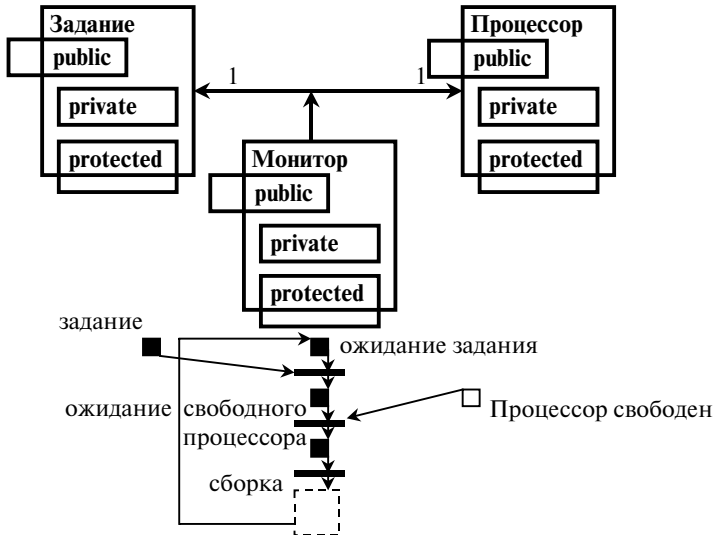 Задание
public
private
protected
1
1
Процессор
public
private
protected
Монитор
public
private
protected
задание
ожидание задания
ожидание свободного
процессора
Процессор свободен
сборка